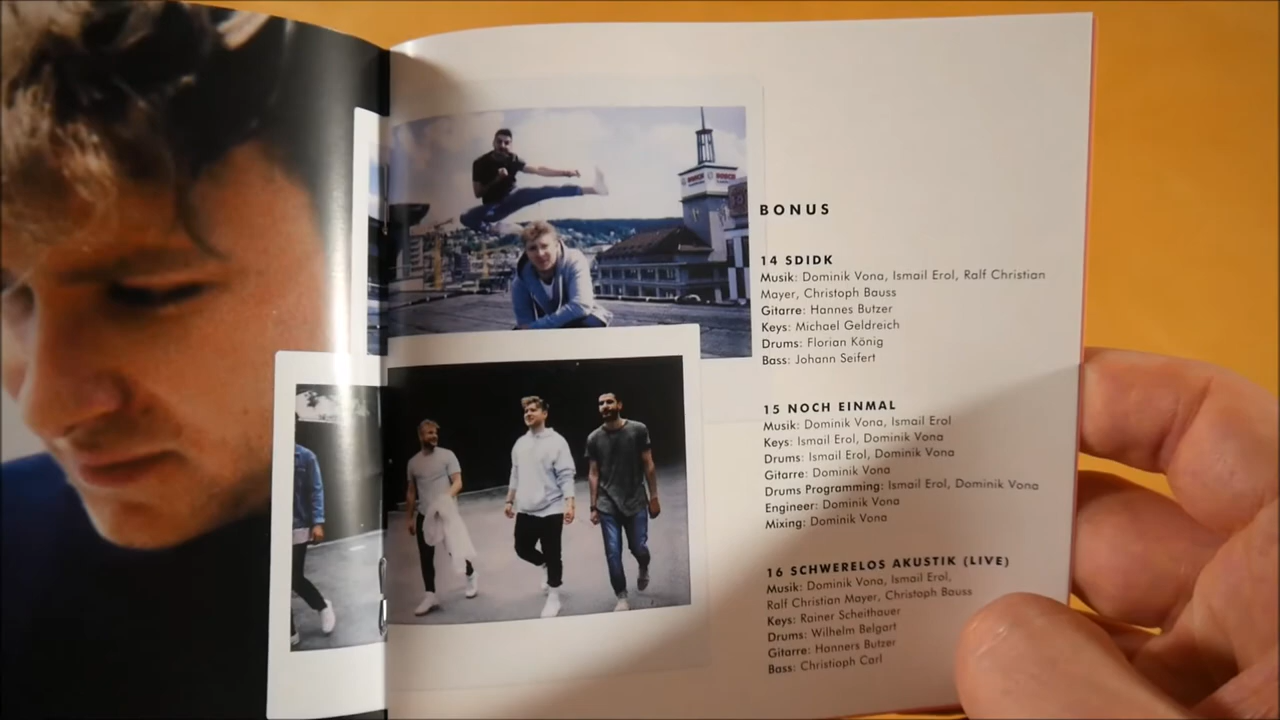 BOSCH BOSCH
BONUS
14 SDIDK
Musik: Dominik Vona, Ismail Erol, Ralf Christian
Mayer, Christoph Bauss
Gitarre: Hannes Butzer
Keys: Michael Geldreich
Drums: Florian König
Bass: Johann Seifert
15 NOCH EINMAL
Musik: Dominik Vona, Ismail Erol
Keys: Ismail Erol, Dominik Vona
Drums: Ismail Erol, Dominik Vona
Gitarre: Dominik Vona
Drums Programming: Ismail Erol, Dominik Vona
Engineer: Dominik Vona
Mixing: Dominik Vona
16 SCHWERELOS AKUSTIK (LIVE)
Musik: Dominik Vona, Ismail Erol,
Ralf Christian Mayer, Christoph Bauss
Keys: Rainer Scheithauer
Drums: Wilhelm Belgart
Gitarre: Hanners Butzer
Bass: Christioph Carl